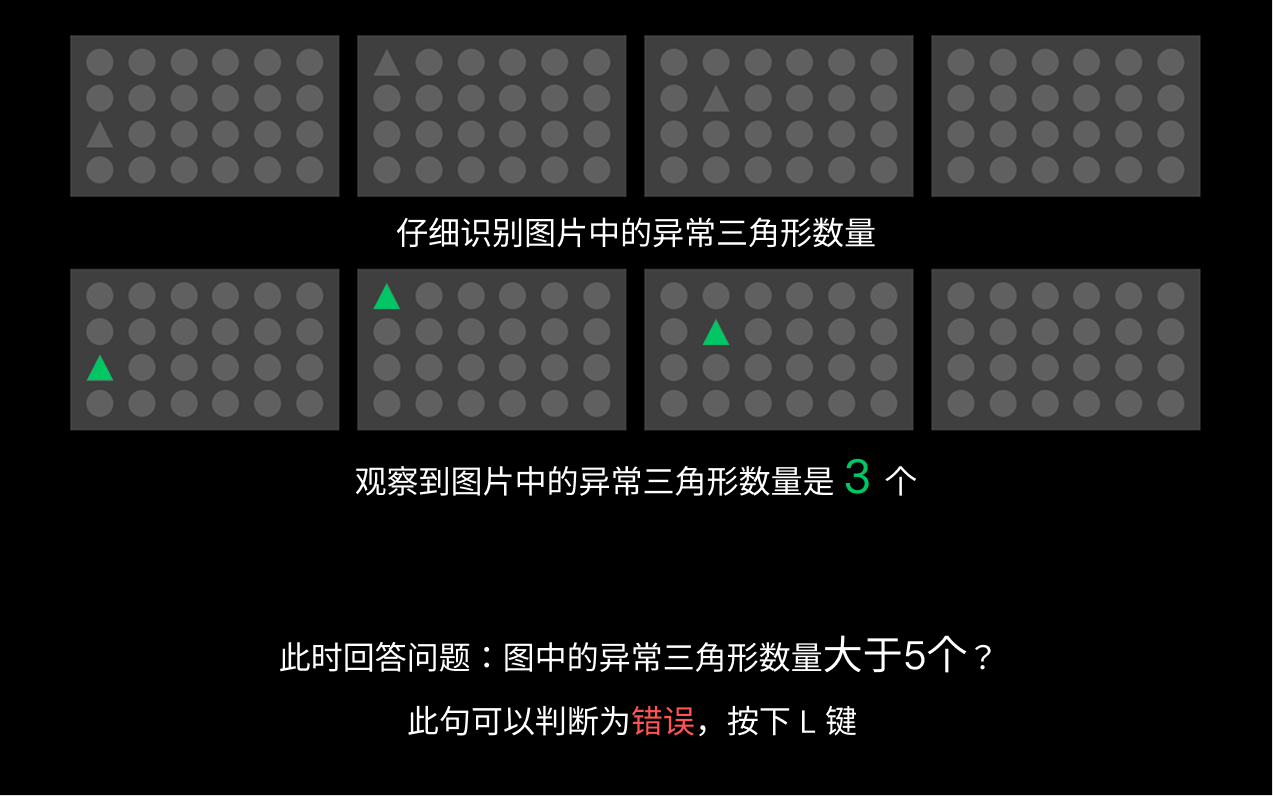 仔细识别图片中的异常三角形数量
观察到图片中的异常三角形数量是 3 个
此时回答问题：图中的异常三角形数量大于5个？
此句可以判断为错误，按下 L 键